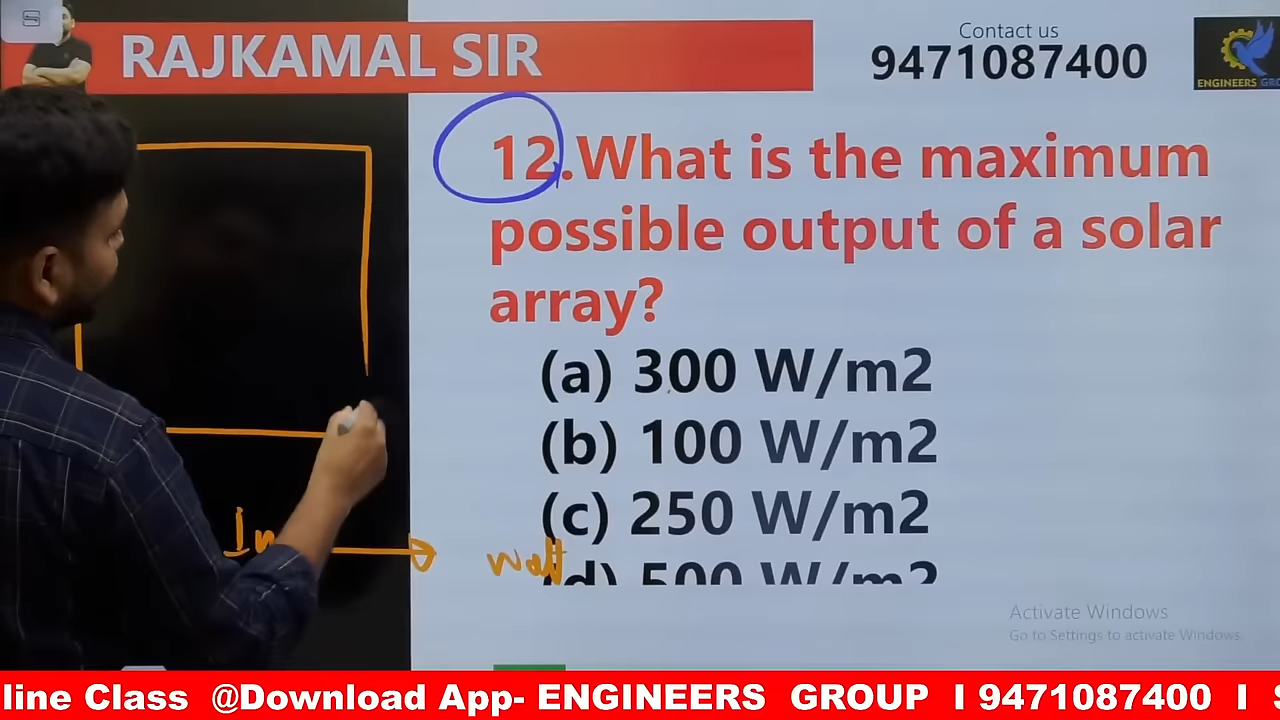 RAJKAMAL SIR
Contact us
9471087400
ENGINEERS GRO
12.What is the maximum
possible output of a solar
array?
(a) 300 W/m2
(b) 100 W/m2
(c) 250 W/m2
(d) 500 W/m2
Activate Windows
Go to Settings to activate Windows.
line Class @Download App- ENGINEERS GROUP I 9471087400 I S